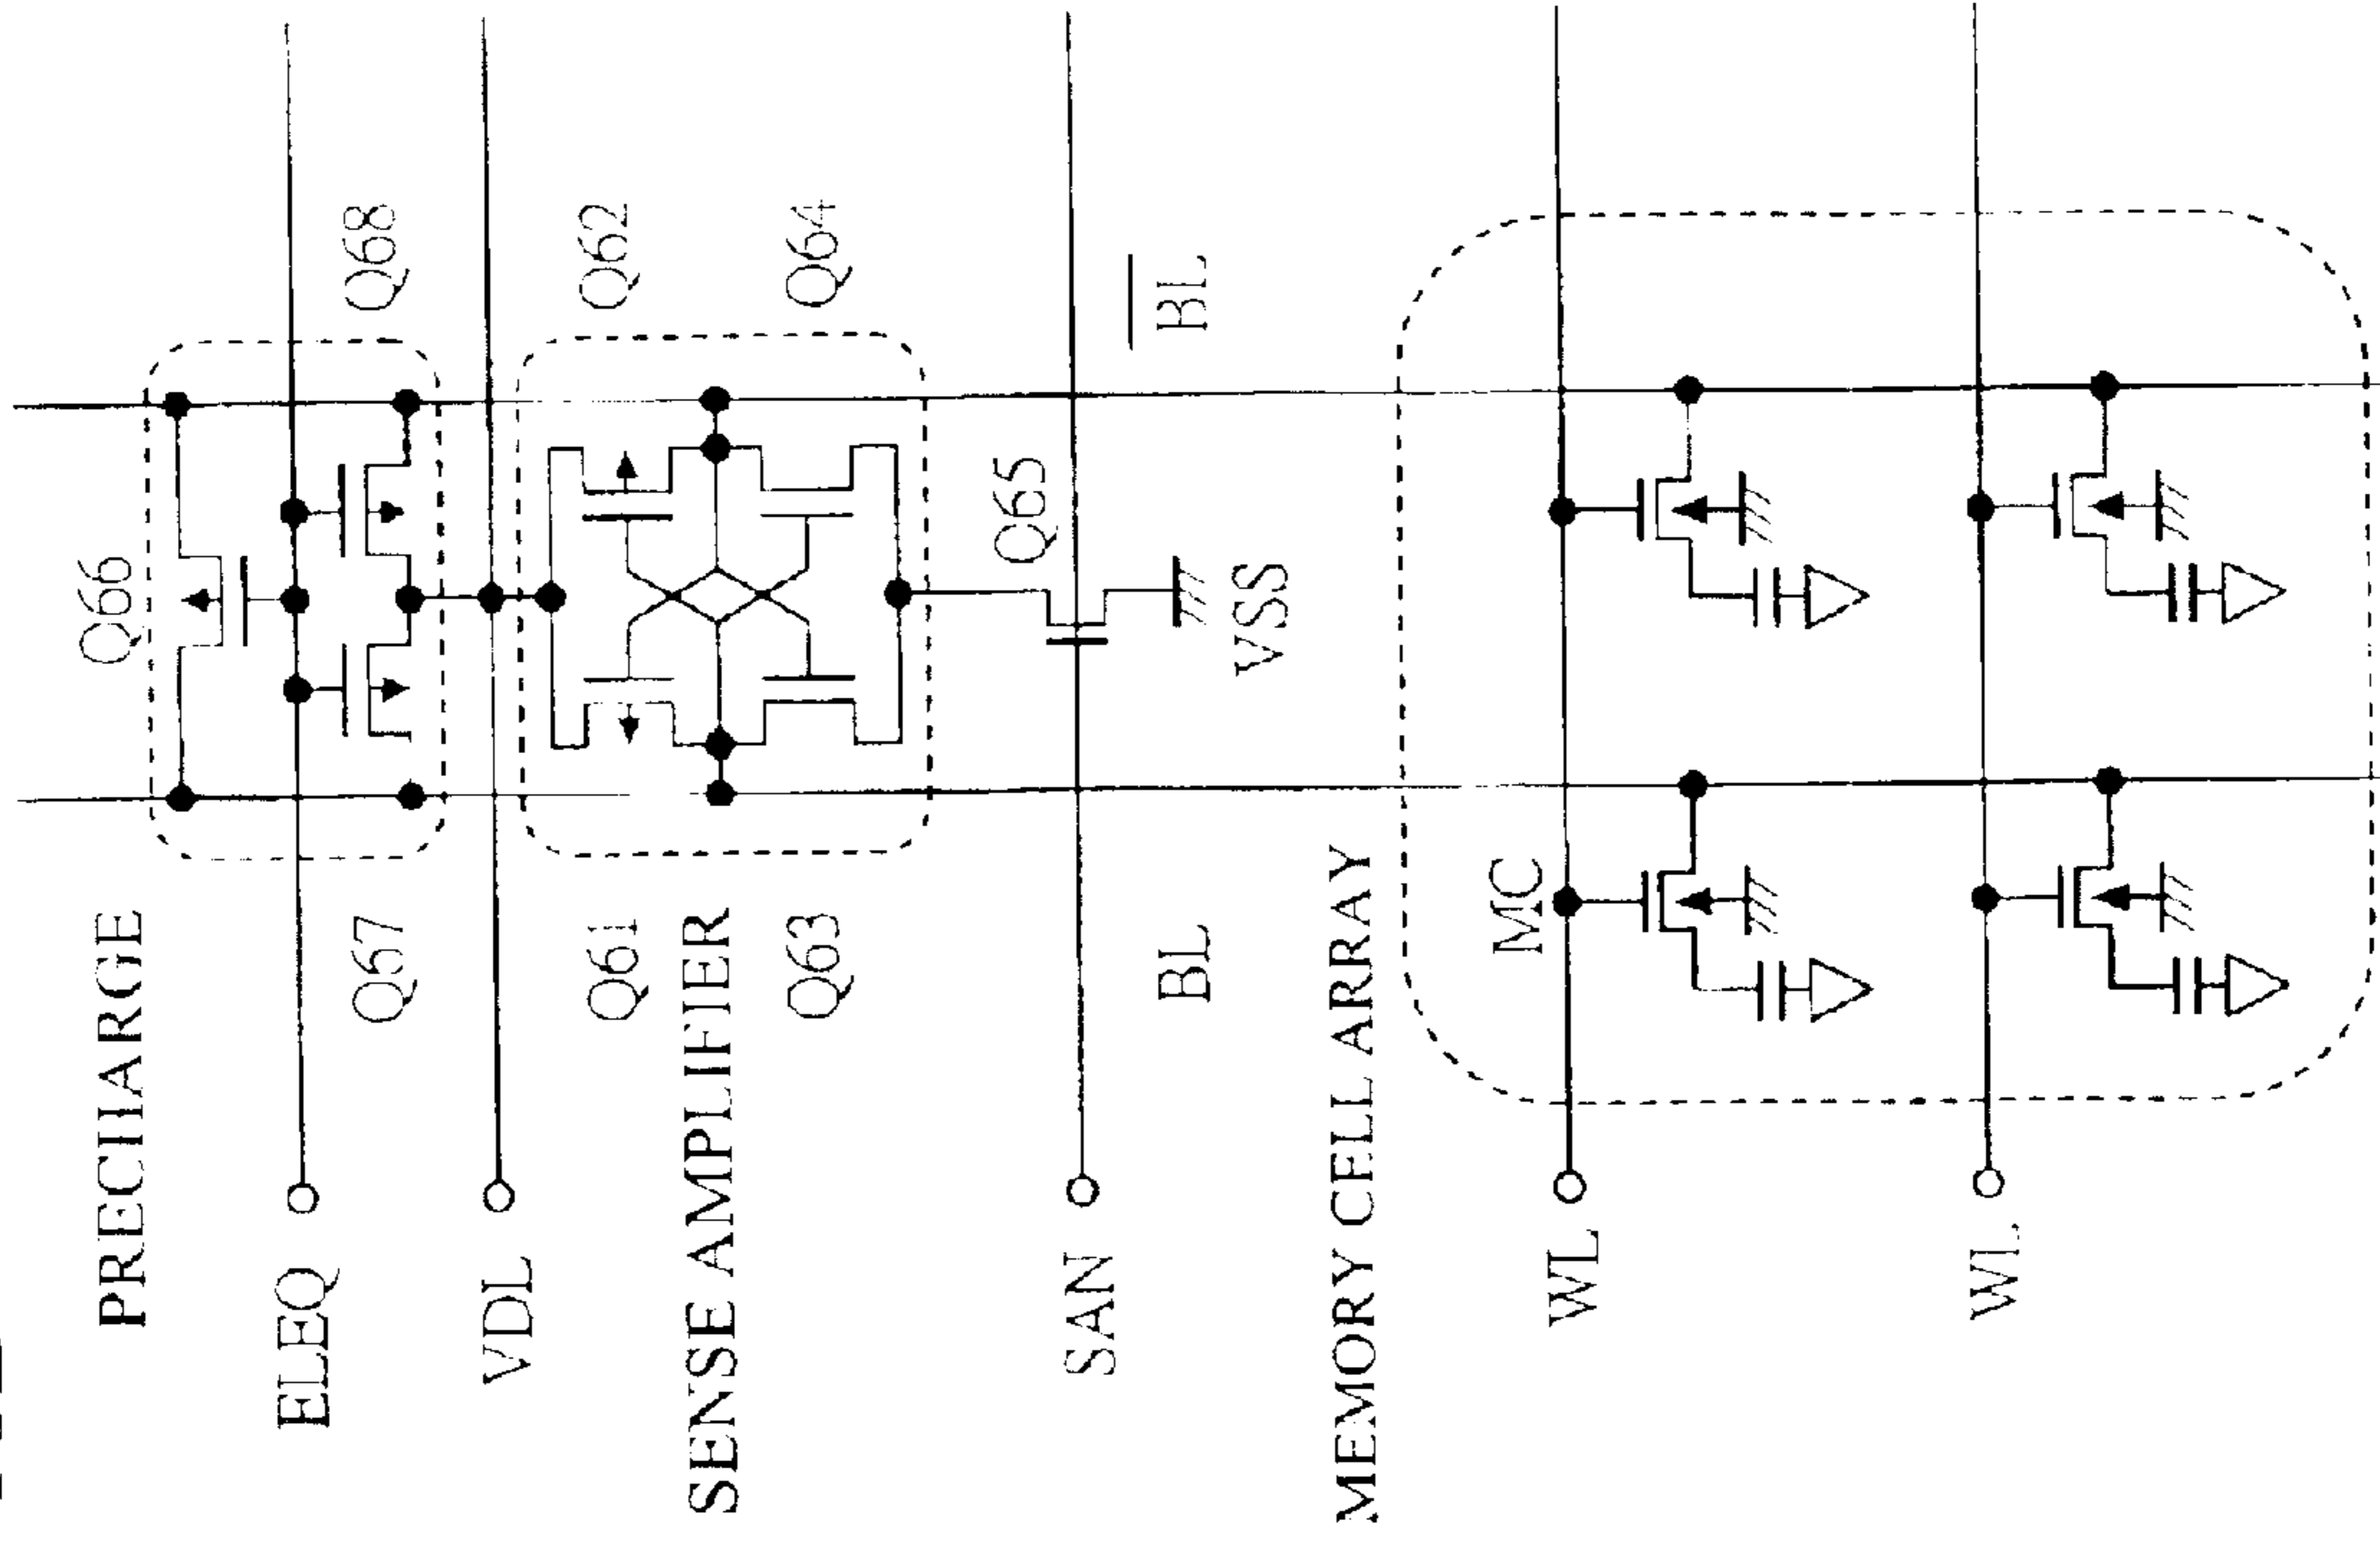 PRECHARGE
Q66
ELEQ
Q67
Q68
VDL
Q61
Q62
SENSE AMPLIFIER
Q63
Q64
Q65
SAN
BL
BL
VSS
MEMORY CELL ARRAY
MC
WL
WL